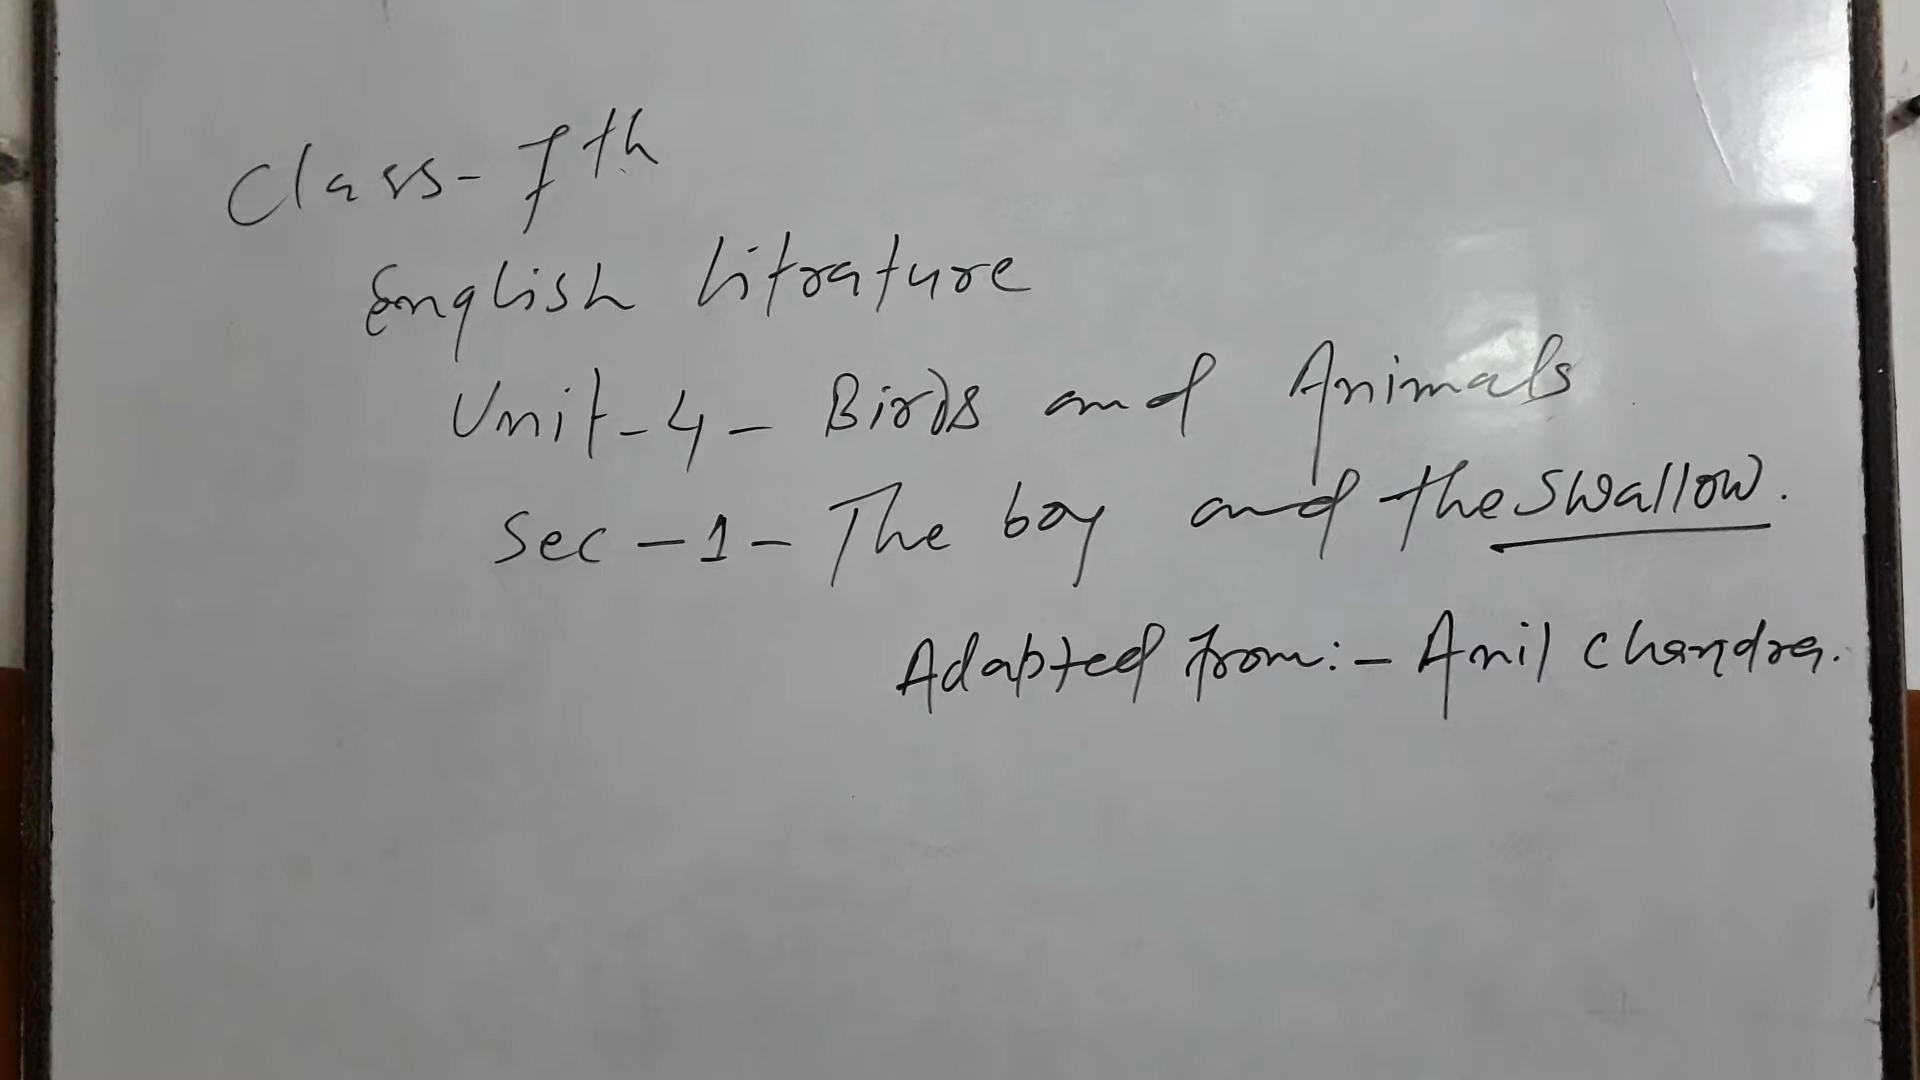 Class-7th
English Litrature
Unit-4- Birds and Animals
Sec-1- The boy and the Swallow.
Adapted from:- Anil Chandra.